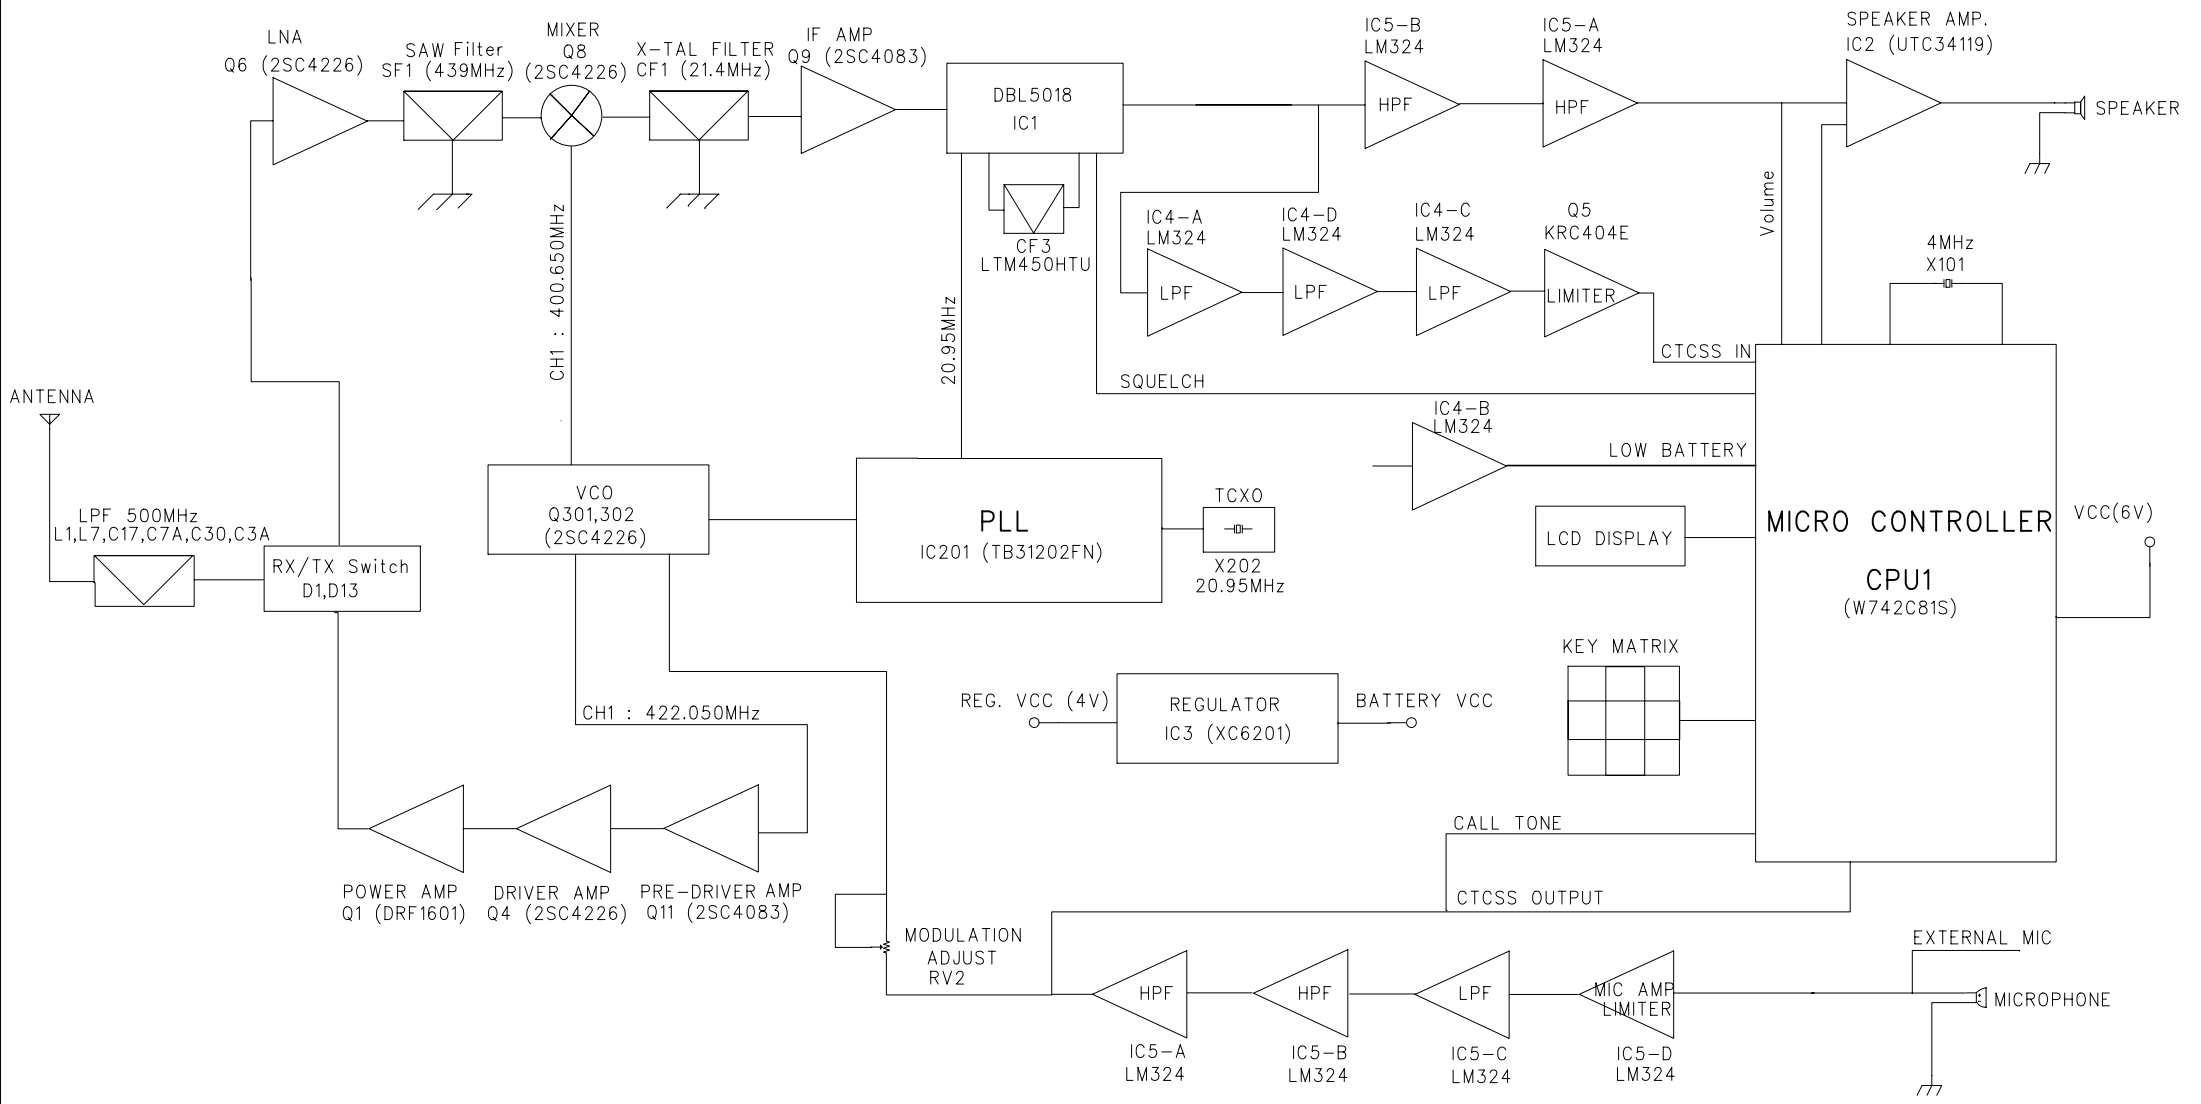 LNA
Q6 (2SC4226)
SAW Filter
SF1 (439MHz)
MIXER
Q8
(2SC4226)
X-TAL FILTER
CF1 (21.4MHz)
IF AMP
Q9 (2SC4083)
DBL5018
IC1
IC5-B
LM324
HPF
IC5-A
LM324
HPF
SPEAKER AMP.
IC2 (UTC34119)
SPEAKER
CH1 : 400.650MHz
20.95MHz
CF3
LTM450HTU
IC4-A
LM324
LPF
IC4-D
LM324
LPF
IC4-C
LM324
LPF
Q5
KRC404E
LIMITER
Volume
4MHz
X101
CTCSS IN
SQUELCH
IC4-B
LM324
LOW BATTERY
ANTENNA
LPF 500MHz
L1,L7,C17,C7A,C30,C3A
RX/TX Switch
D1,D13
VCO
Q301,302
(2SC4226)
PLL
IC201 (TB31202FN)
TCXO
X202
20.95MHz
LCD DISPLAY
MICRO CONTROLLER
CPU1
(W742C81S)
VCC(6V)
KEY MATRIX
REG. VCC (4V)
REGULATOR
IC3 (XC6201)
BATTERY VCC
CH1 : 422.050MHz
POWER AMP
Q1 (DRF1601)
DRIVER AMP
Q4 (2SC4226)
PRE-DRIVER AMP
Q11 (2SC4083)
CALL TONE
CTCSS OUTPUT
MODULATION
ADJUST
RV2
HPF
IC5-A
LM324
HPF
IC5-B
LM324
LPF
IC5-C
LM324
MIC AMP
LIMITER
IC5-D
LM324
EXTERNAL MIC
MICROPHONE